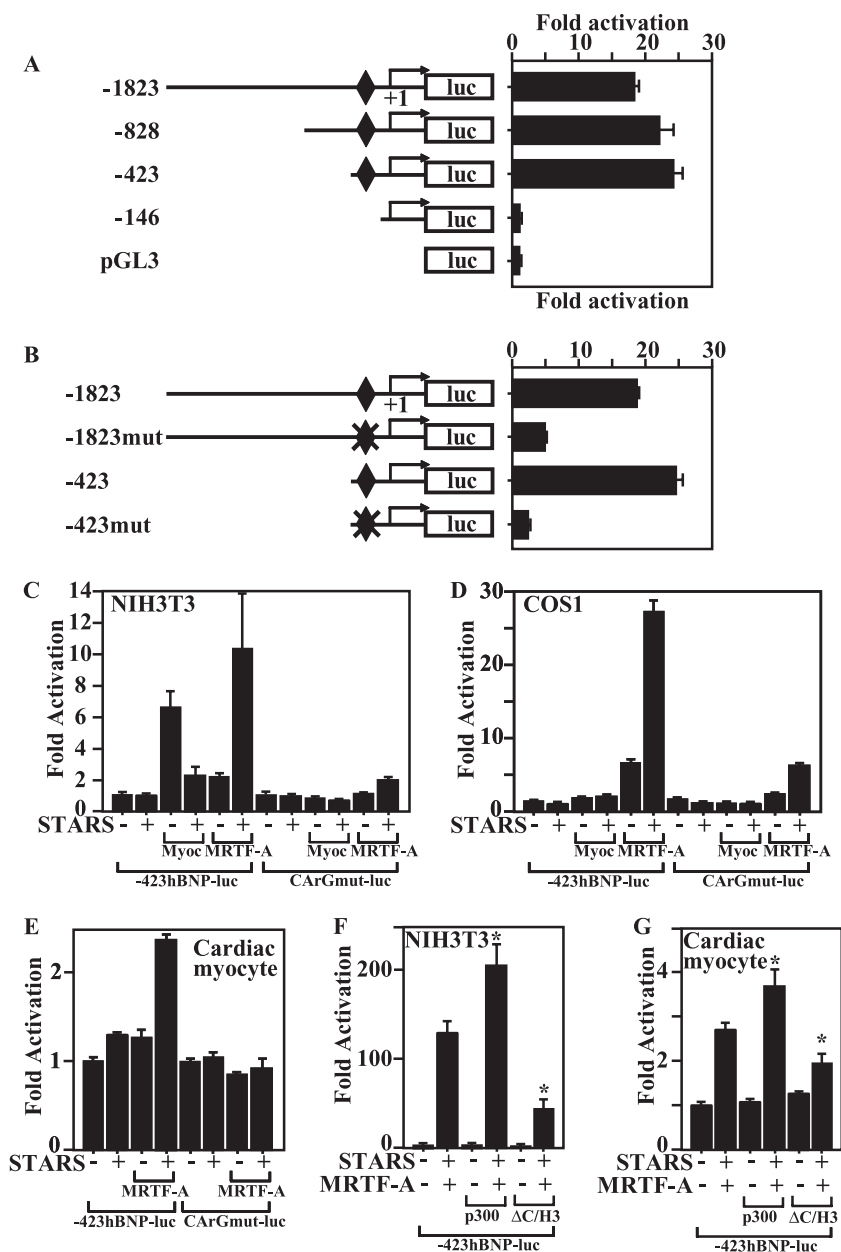 Fold activation
0 10 20 30
A
-1823 +1 luc
-828 luc
-423 luc
-146 luc
pGL3 luc
Fold activation
B
0 10 20 30
-1823 +1 luc
-1823mut luc
-423 luc
-423mut luc
C
NIH3T3
Fold Activation
14
12
10
8
6
4
2
0
STARS - + - + - + - + - + - +
Myoc MRTF-A Myoc MRTF-A
-423hBNP-luc CArGmut-luc
D
COS1
Fold Activation
30
20
10
0
- + - + - + - + - + - +
Myoc MRTF-A Myoc MRTF-A
-423hBNP-luc CArGmut-luc
E
Cardiac
myocyte
Fold Activation
2
1
0
STARS - + - + - + - +
MRTF-A MRTF-A
-423hBNP-luc CArGmut-luc
F
NIH3T3 *
*
Fold Activation
200
100
0
STARS - + - + - +
MRTF-A - + - + - +
p300 ΔC/H3
-423hBNP-luc
G
Cardiac
myocyte *
*
Fold Activation
4
2
0
STARS - + - + - +
MRTF-A - + - + - +
p300 ΔC/H3
-423hBNP-luc